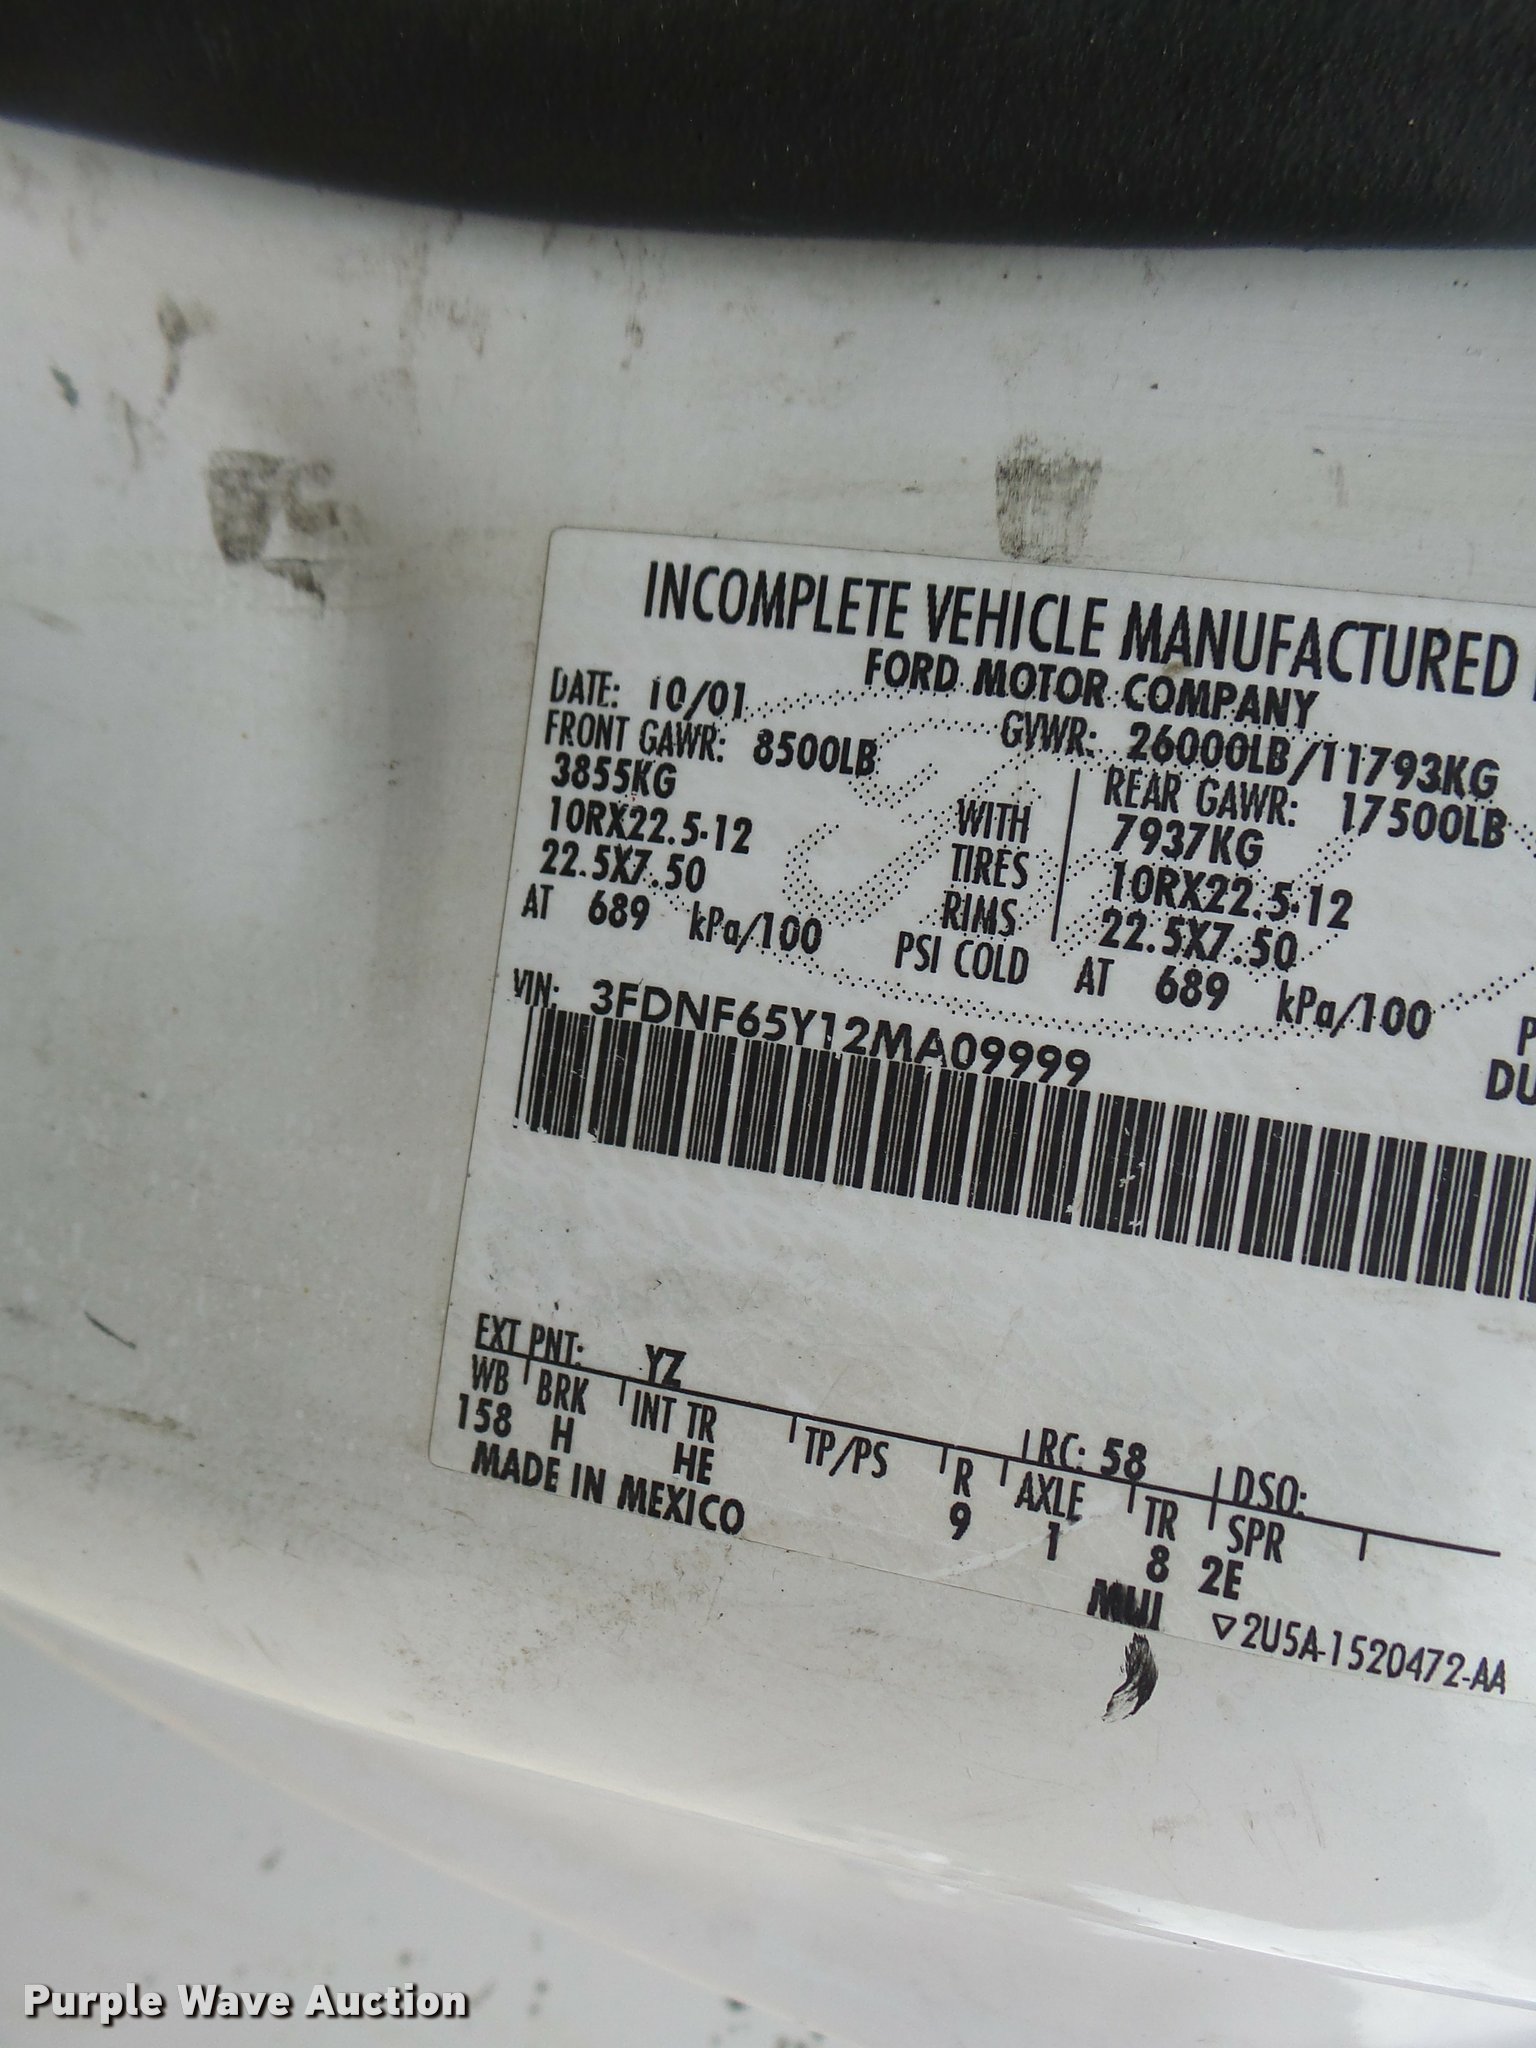 INCOMPLETE VEHICLE MANUFACTURED
FORD MOTOR COMPANY
DATE: 10/01
GVWR: 26000LB/11793KG
FRONT GAWR: 8500LB
REAR GAWR: 17500LB
3855KG
7937KG
10RX22.5-12
WITH
TIRES
10RX22.5-12
22.5X7.50
RIMS
22.5X7.50
AT 689 kPa/100
PSI COLD
AT 689 kPa/100
VIN: 3FDNF65Y12MA09999
DU
EXT PNT: YZ
RC: 58
DSO:
WB BRK INT TR TP/PS R AXLE TR SPR
158 H HE 9 1 8 2E
MADE IN MEXICO
▽2U5A-1520472-AA
Purple Wave Auction